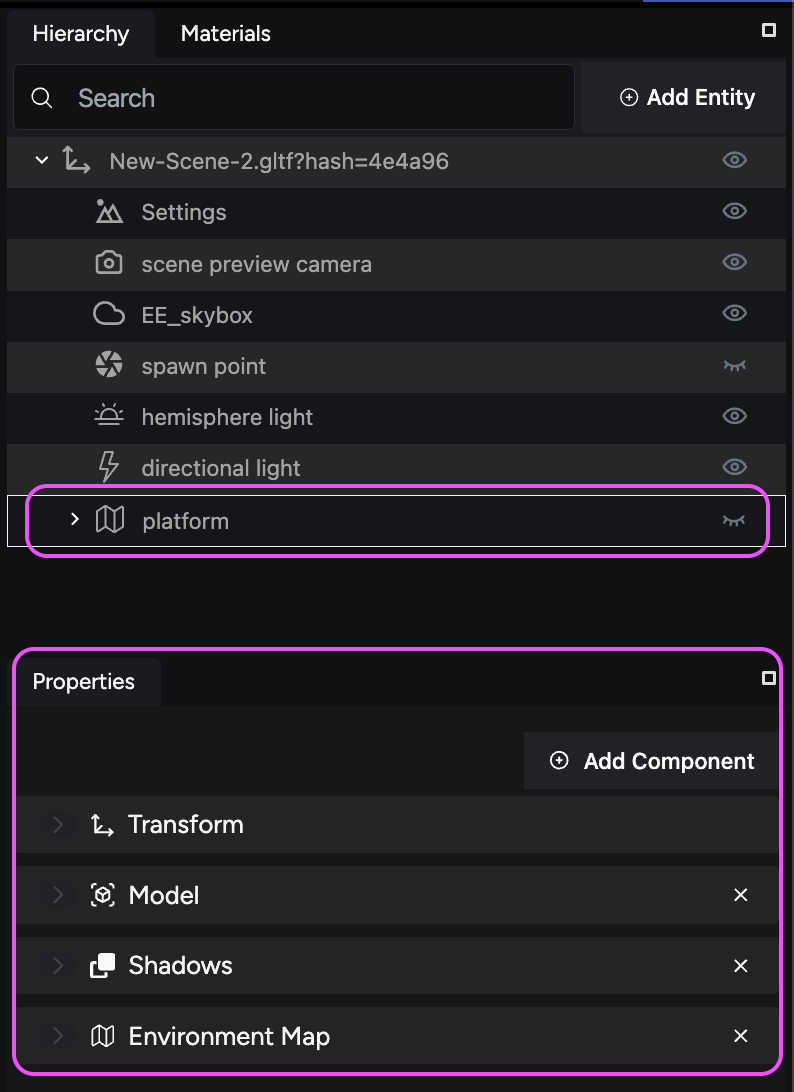 Hierarchy Materials
Search
Add Entity
New-Scene-2.gltf?hash=4e4a96
Settings
scene preview camera
EE_skybox
spawn point
hemisphere light
directional light
platform
Properties
Add Component
Transform
Model
Shadows
Environment Map